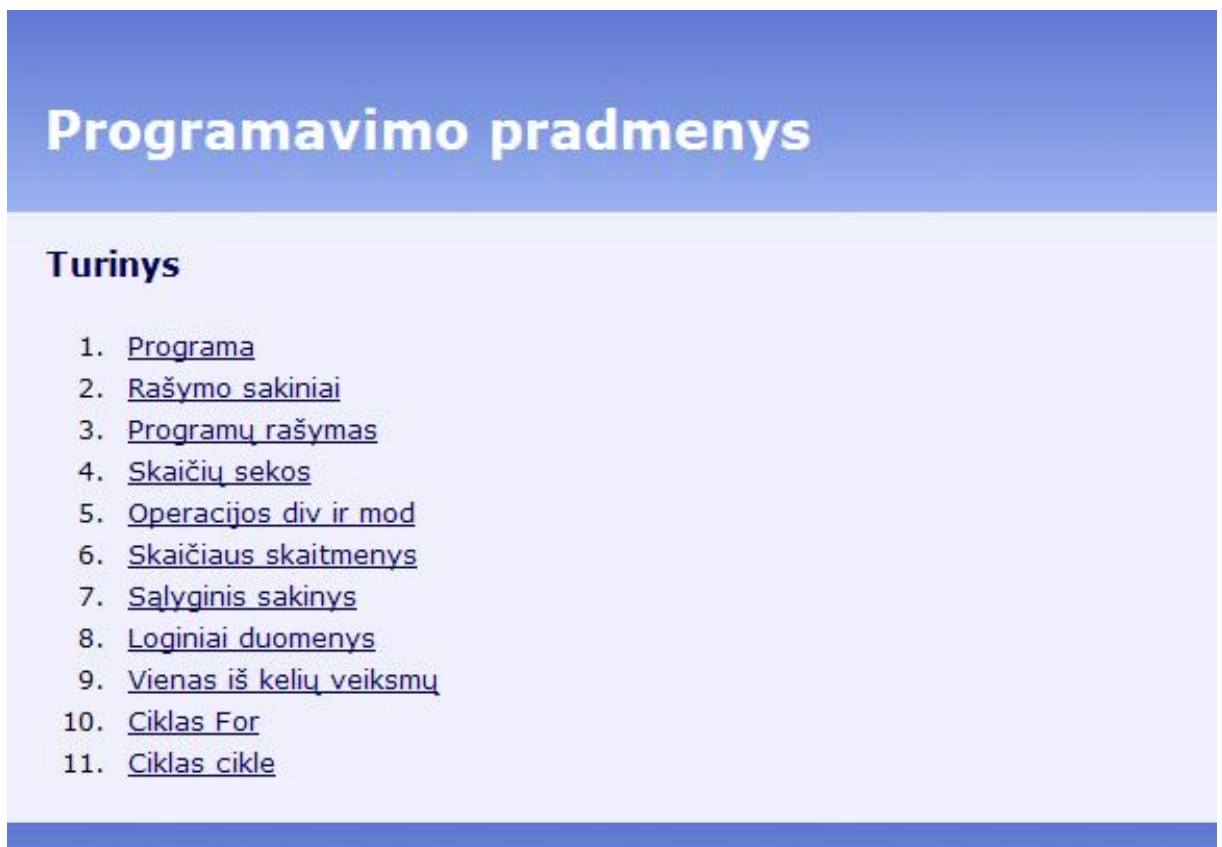 Programavimo pradmenys
Turinys
1. Programa
2. Rašymo sakiniai
3. Programų rašymas
4. Skaičių sekos
5. Operacijos div ir mod
6. Skaičiaus skaitmenys
7. Sąlyginis sakinys
8. Loginiai duomenys
9. Vienas iš kelių veiksmų
10. Ciklas For
11. Ciklas cikle